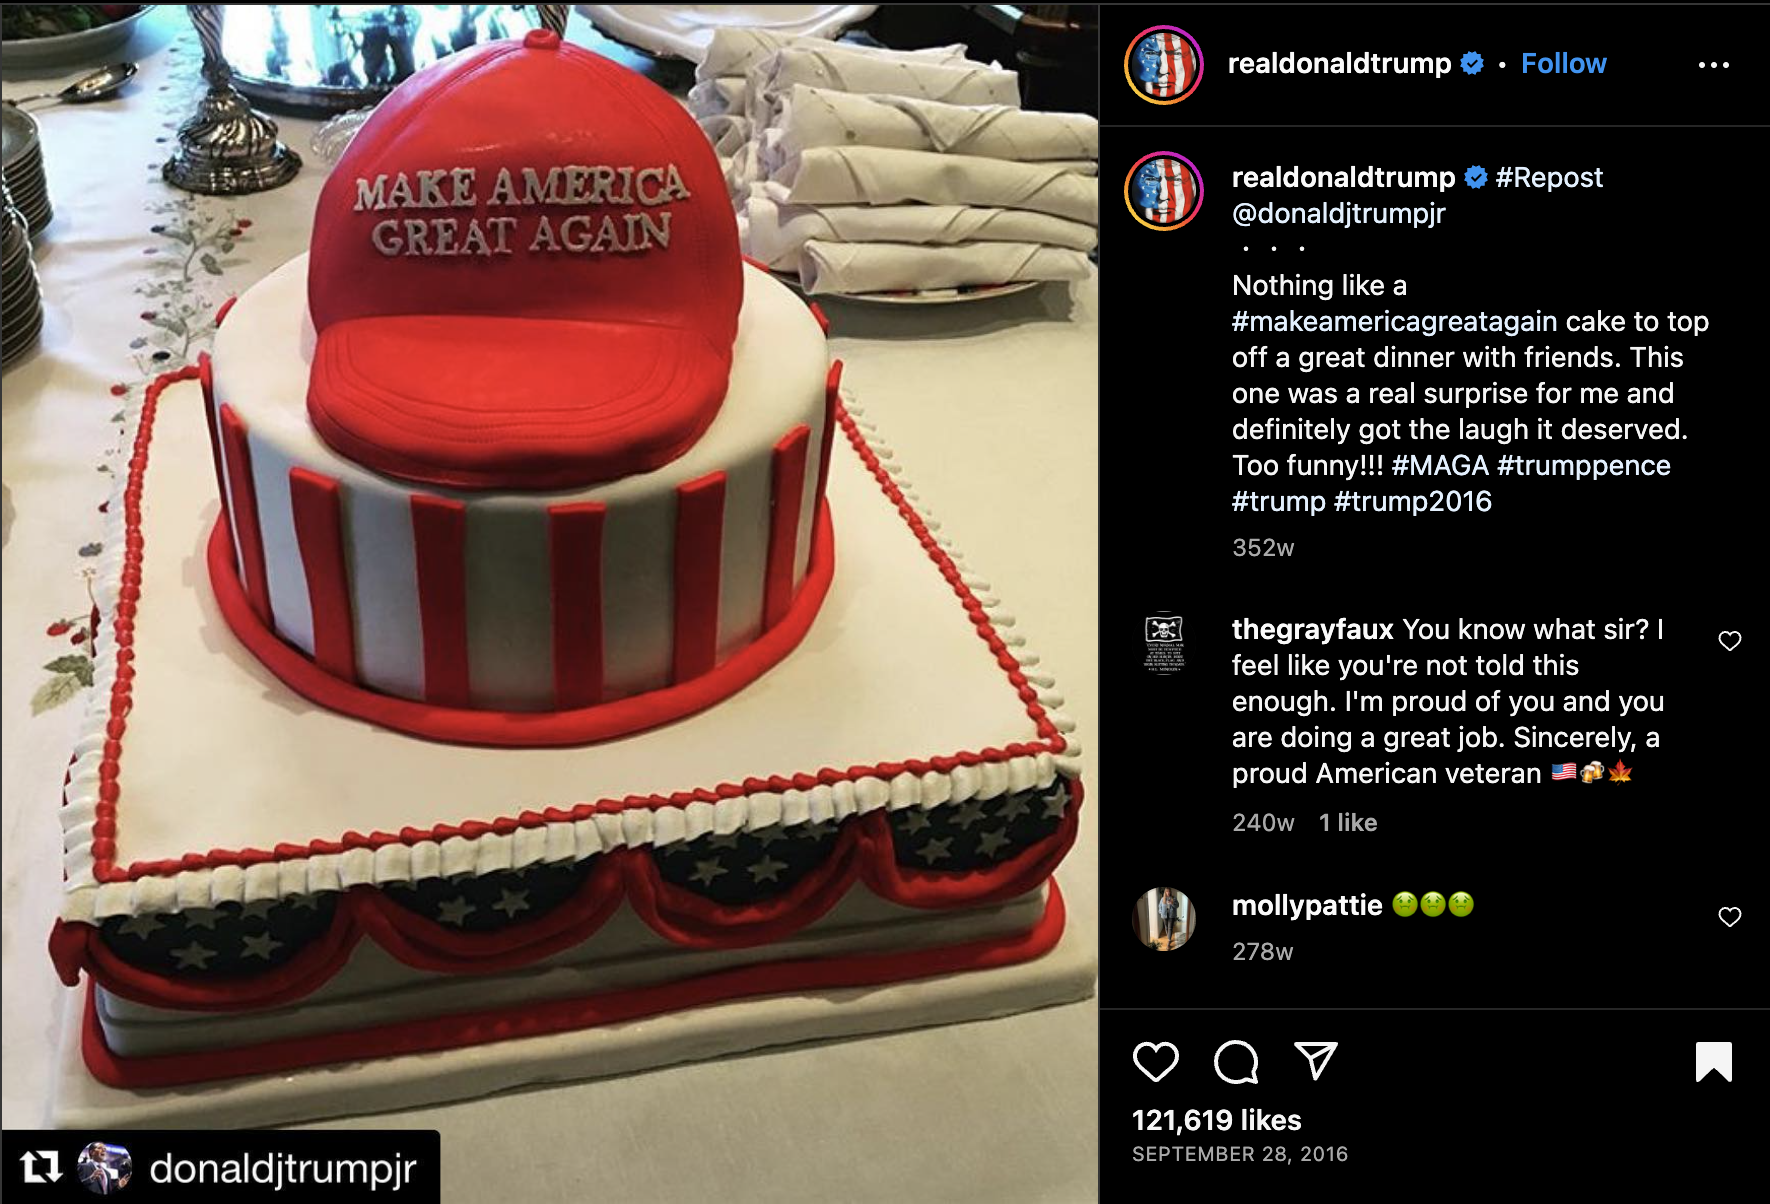 MAKE AMERICA
GREAT AGAIN
donaldjtrumpjr
realdonaldtrump • Follow
realdonaldtrump #Repost
@donaldjtrumpjr
・・・
Nothing like a
#makeamericagreatagain cake to top
off a great dinner with friends. This
one was a real surprise for me and
definitely got the laugh it deserved.
Too funny!!! #MAGA #trumppence
#trump #trump2016
352w
thegrayfaux You know what sir? I
feel like you're not told this
enough. I'm proud of you and you
are doing a great job. Sincerely, a
proud American veteran 🇺🇸🍻🍁
240w 1 like
mollypattie 🤢🤢🤢
278w
121,619 likes
SEPTEMBER 28, 2016